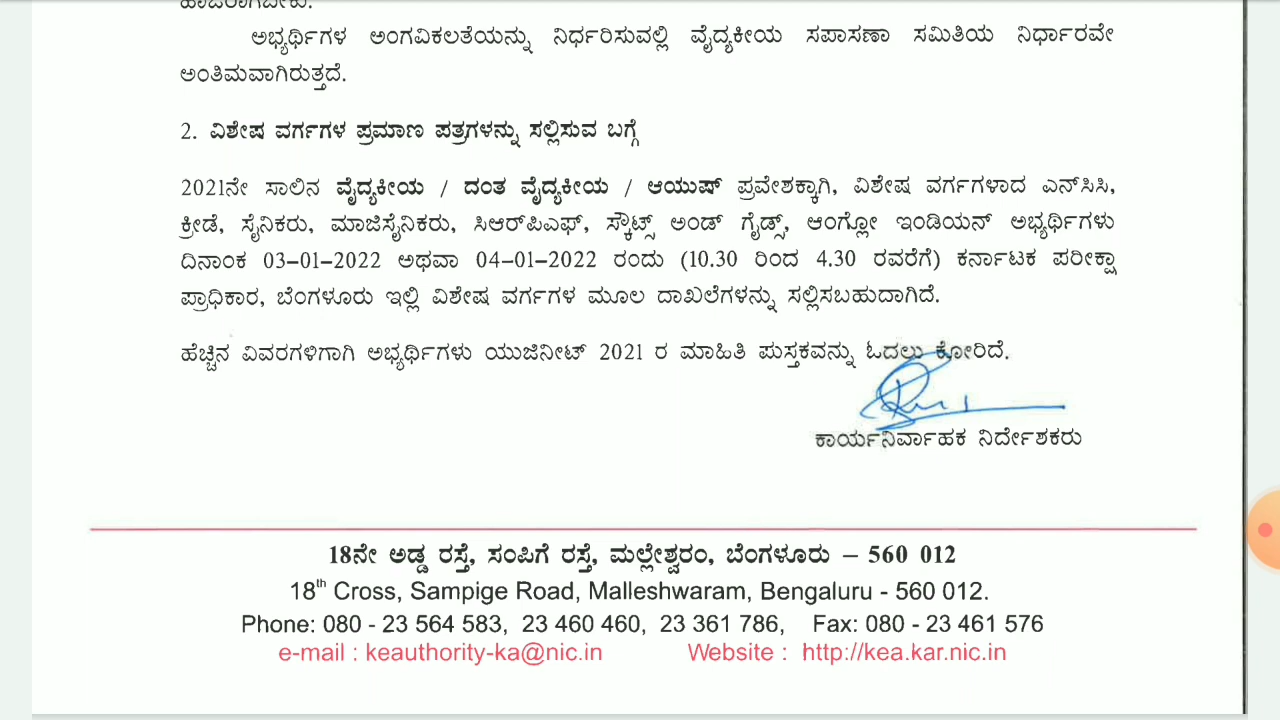 ಹಾಜರಾಗಬೇಕು.
ಅಭ್ಯರ್ಥಿಗಳ ಅಂಗವಿಕಲತೆಯನ್ನು ನಿರ್ಧರಿಸುವಲ್ಲಿ ವೈದ್ಯಕೀಯ ಸಪಾಸಣಾ ಸಮಿತಿಯ ನಿರ್ಧಾರವೇ
ಅಂತಿಮವಾಗಿರುತ್ತದೆ.
2. ವಿಶೇಷ ವರ್ಗಗಳ ಪ್ರಮಾಣ ಪತ್ರಗಳನ್ನು ಸಲ್ಲಿಸುವ ಬಗ್ಗೆ
2021ನೇ ಸಾಲಿನ ವೈದ್ಯಕೀಯ / ದಂತ ವೈದ್ಯಕೀಯ / ಆಯುಷ್ ಪ್ರವೇಶಕ್ಕಾಗಿ, ವಿಶೇಷ ವರ್ಗಗಳಾದ ಎನ್‌ಸಿಸಿ,
ಕ್ರೀಡೆ, ಸೈನಿಕರು, ಮಾಜಿಸೈನಿಕರು, ಸಿಆರ್‌ಪಿಎಫ್, ಸ್ಕೌಟ್ಸ್ ಅಂಡ್ ಗೈಡ್ಸ್, ಆಂಗ್ಲೋ ಇಂಡಿಯನ್ ಅಭ್ಯರ್ಥಿಗಳು
ದಿನಾಂಕ 03-01-2022 ಅಥವಾ 04-01-2022 ರಂದು (10.30 ರಿಂದ 4.30 ರವರೆಗೆ) ಕರ್ನಾಟಕ ಪರೀಕ್ಷಾ
ಪ್ರಾಧಿಕಾರ, ಬೆಂಗಳೂರು ಇಲ್ಲಿ ವಿಶೇಷ ವರ್ಗಗಳ ಮೂಲ ದಾಖಲೆಗಳನ್ನು ಸಲ್ಲಿಸಬಹುದಾಗಿದೆ.
ಹೆಚ್ಚಿನ ವಿವರಗಳಿಗಾಗಿ ಅಭ್ಯರ್ಥಿಗಳು ಯುಜಿನೀಟ್ 2021 ರ ಮಾಹಿತಿ ಪುಸ್ತಕವನ್ನು ಓದಲು ಕೋರಿದೆ.
ಕಾರ್ಯನಿರ್ವಾಹಕ ನಿರ್ದೇಶಕರು
18ನೇ ಅಡ್ಡ ರಸ್ತೆ, ಸಂಪಿಗೆ ರಸ್ತೆ, ಮಲ್ಲೇಶ್ವರಂ, ಬೆಂಗಳೂರು – 560 012
18th Cross, Sampige Road, Malleshwaram, Bengaluru - 560 012.
Phone: 080 - 23 564 583, 23 460 460, 23 361 786, Fax: 080 - 23 461 576
e-mail : keauthority-ka@nic.in Website : http://kea.kar.nic.in